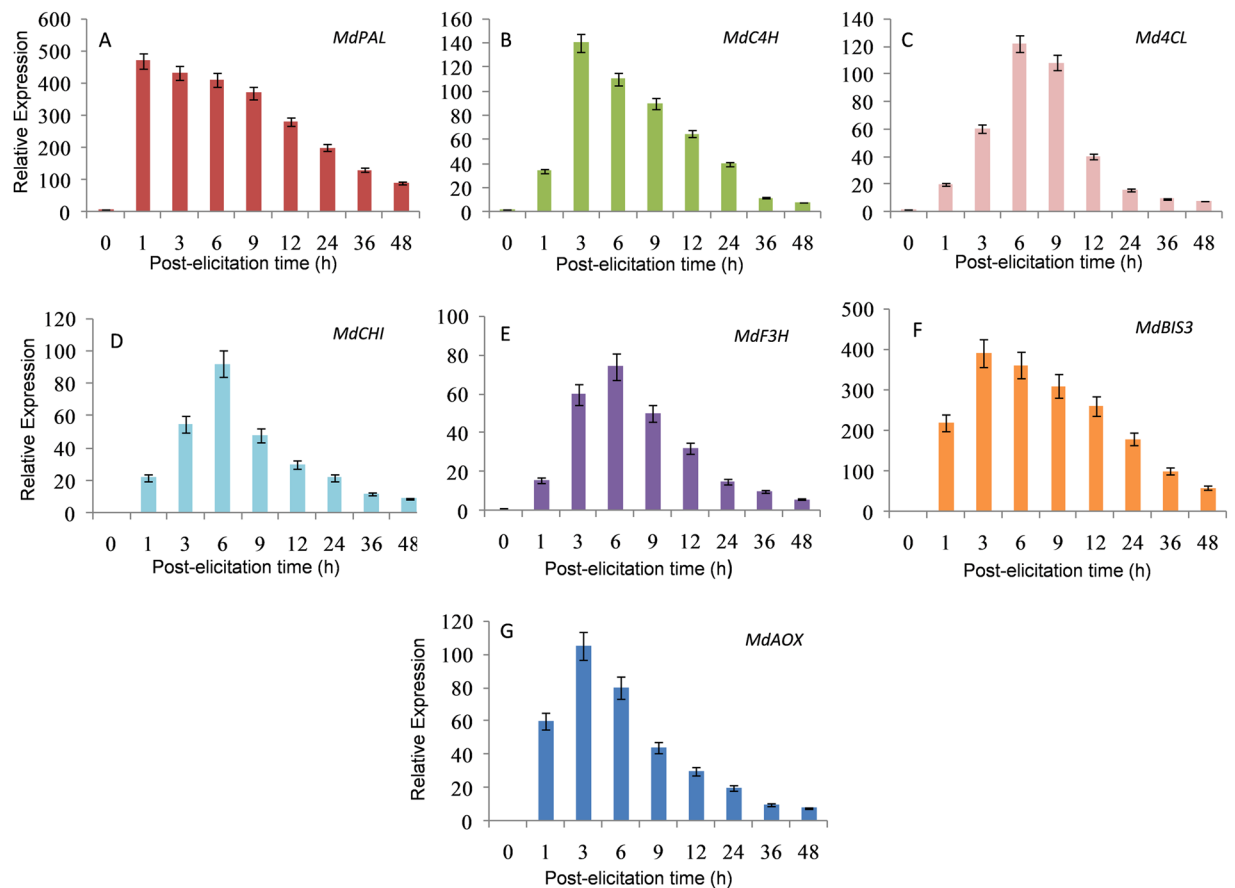 A
MdPAL
Relative Expression
600
500
400
300
200
100
0
0 1 3 6 9 12 24 36 48
Post-elicitation time (h)
B
MdC4H
160
140
120
100
80
60
40
20
0
0 1 3 6 9 12 24 36 48
Post-elicitation time (h)
C
Md4CL
140
120
100
80
60
40
20
0
0 1 3 6 9 12 24 36 48
Post-elicitation time (h)
D
MdCHI
Relative Expression
120
100
80
60
40
20
0
0 1 3 6 9 12 24 36 48
Post-elicitation time (h)
E
MdF3H
100
80
60
40
20
0
0 1 3 6 9 12 24 36 48
Post-elicitation time (h)
F
MdBIS3
500
400
300
200
100
0
0 1 3 6 9 12 24 36 48
Post-elicitation time (h)
G
MdAOX
Relative Expression
120
100
80
60
40
20
0
0 1 3 6 9 12 24 36 48
Post-elicitation time (h)